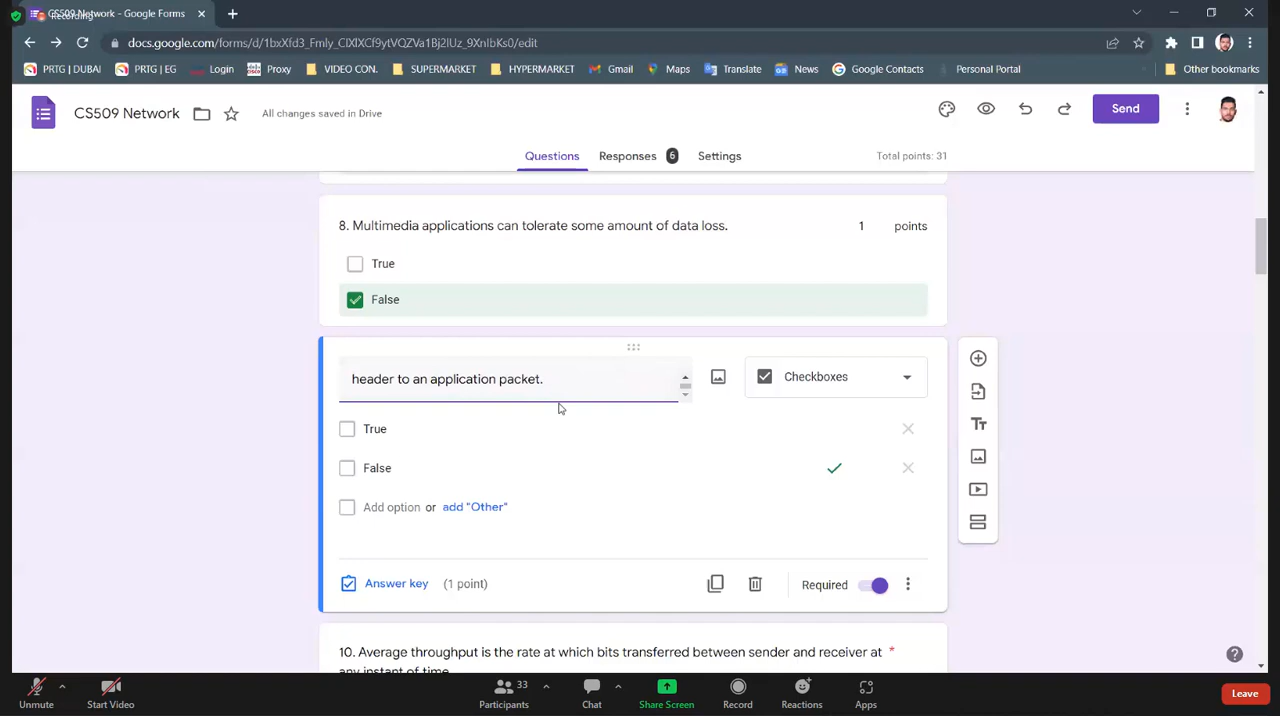 CS509 Network - Google Forms
Recording
docs.google.com/forms/d/1bxXfd3_Fmly_ClXlXCf9ytVQZVa1Bj2lUz_9XnIbKs0/edit
PRTG | DUBAI
PRTG | EG
Login
Proxy
VIDEO CON.
SUPERMARKET
HYPERMARKET
Gmail
Maps
Translate
News
Google Contacts
Personal Portal
Other bookmarks
CS509 Network
All changes saved in Drive
Send
Questions
Responses 6
Settings
Total points: 31
8. Multimedia applications can tolerate some amount of data loss.
1 points
True
False
header to an application packet.
Checkboxes
True
False
Add option or add "Other"
Answer key (1 point)
Required
10. Average throughput is the rate at which bits transferred between sender and receiver at *
any instant of time
Unmute
Start Video
33
Participants
Chat
Share Screen
Record
Reactions
Apps
Leave